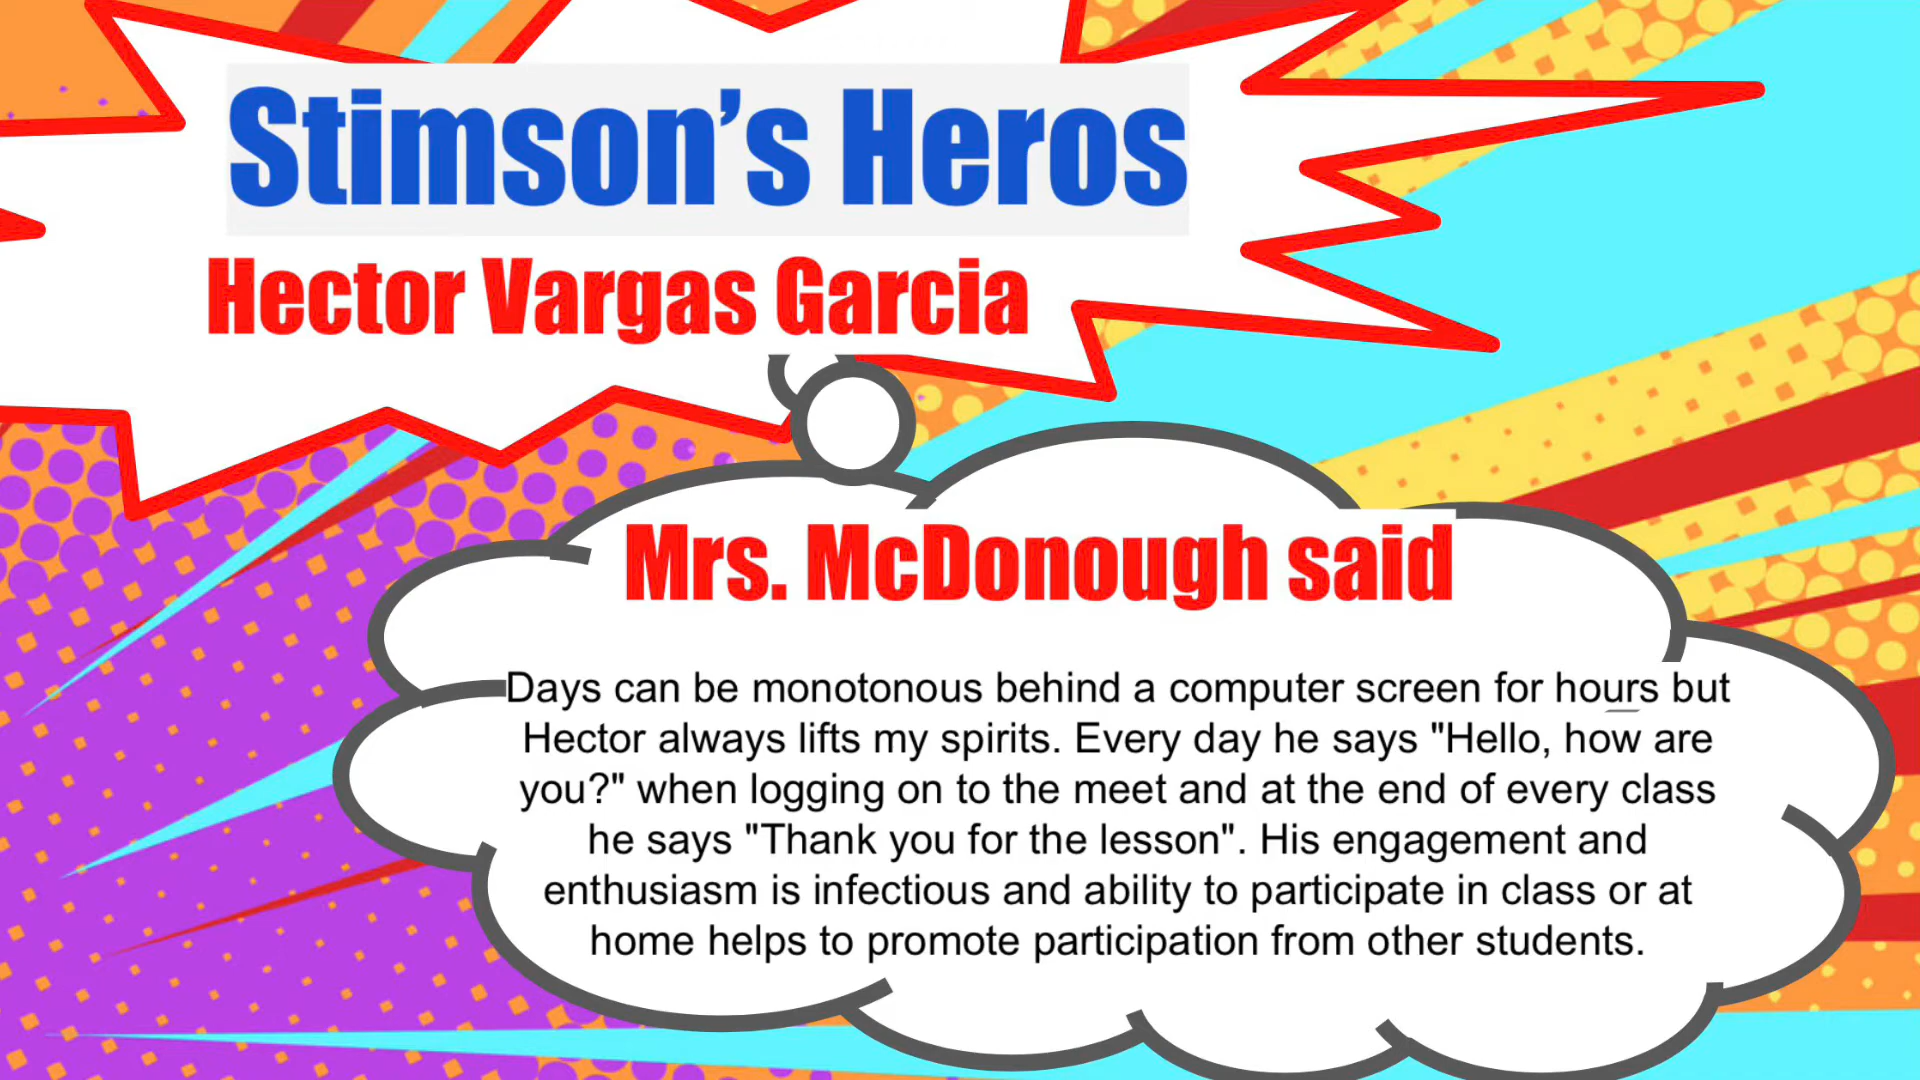 Stimson’s Heros
Hector Vargas Garcia
Mrs. McDonough said
Days can be monotonous behind a computer screen for hours but
Hector always lifts my spirits. Every day he says "Hello, how are
you?" when logging on to the meet and at the end of every class
he says "Thank you for the lesson". His engagement and
enthusiasm is infectious and ability to participate in class or at
home helps to promote participation from other students.